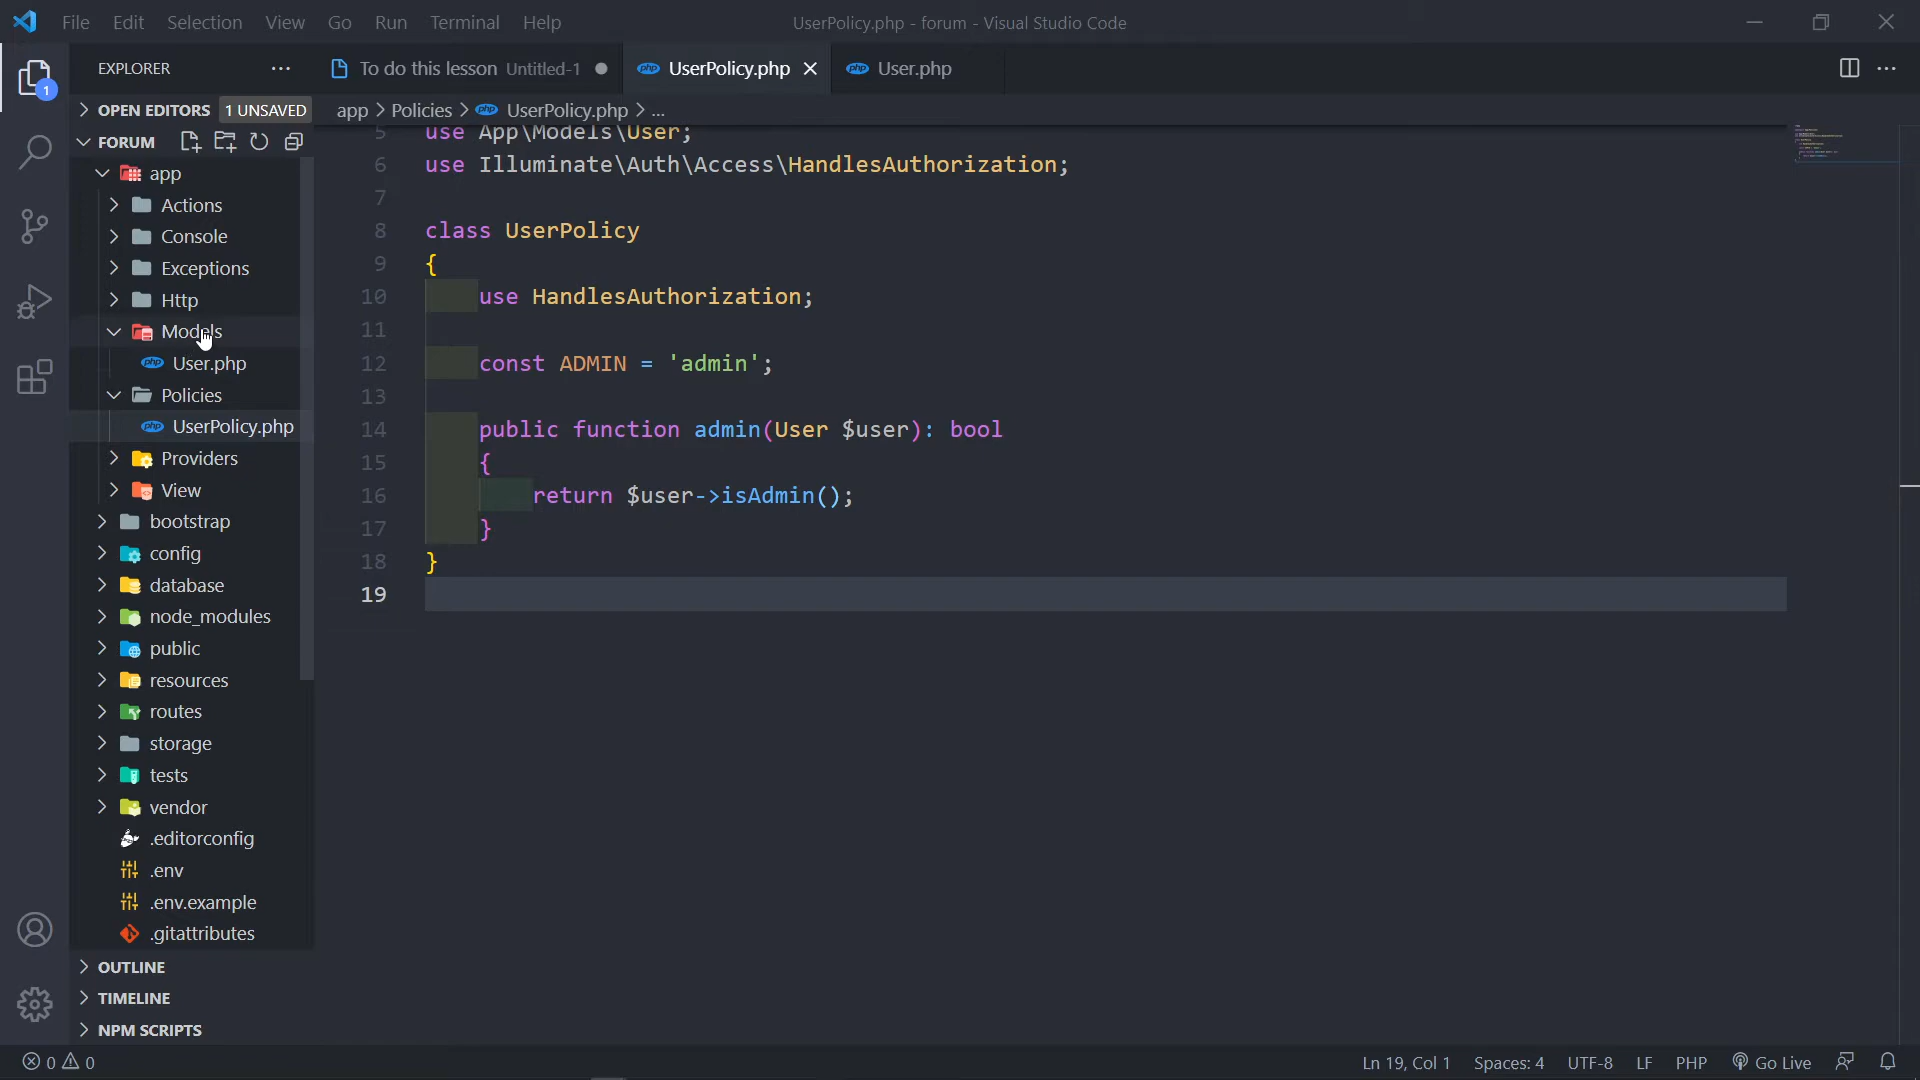 File Edit Selection View Go Run Terminal Help
UserPolicy.php - forum - Visual Studio Code
EXPLORER
To do this lesson Untitled-1
UserPolicy.php
User.php
1
OPEN EDITORS 1 UNSAVED
app > Policies > UserPolicy.php > ...
FORUM
app
Actions
Console
Exceptions
Http
Models
User.php
Policies
UserPolicy.php
Providers
View
bootstrap
config
database
node_modules
public
resources
routes
storage
tests
vendor
.editorconfig
.env
.env.example
.gitattributes
OUTLINE
TIMELINE
NPM SCRIPTS
5 use App\Models\User;
6 use Illuminate\Auth\Access\HandlesAuthorization;
7
8 class UserPolicy
9 {
10 use HandlesAuthorization;
11
12 const ADMIN = 'admin';
13
14 public function admin(User $user): bool
15 {
16 return $user->isAdmin();
17 }
18 }
19
0 0
Ln 19, Col 1 Spaces: 4 UTF-8 LF PHP Go Live